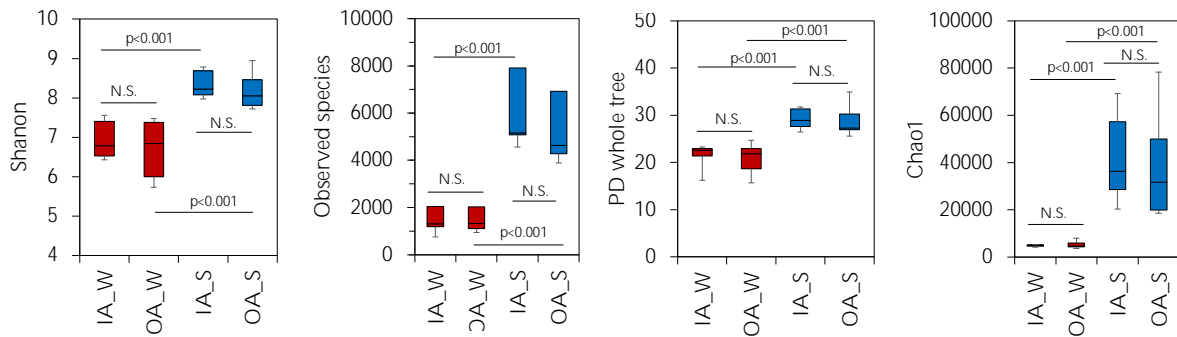 Shanon
10
9
8
7
6
5
4
p<0.001
N.S.
N.S.
p<0.001
IA_W
OA_W
IA_S
OA_S
Observed species
10000
8000
6000
4000
2000
0
p<0.001
N.S.
N.S.
p<0.001
IA_W
OA_W
IA_S
OA_S
PD whole tree
50
40
30
20
10
0
p<0.001
p<0.001
N.S.
N.S.
IA_W
OA_W
IA_S
OA_S
Chao1
100000
80000
60000
40000
20000
0
p<0.001
N.S.
p<0.001
N.S.
IA_W
OA_W
IA_S
OA_S